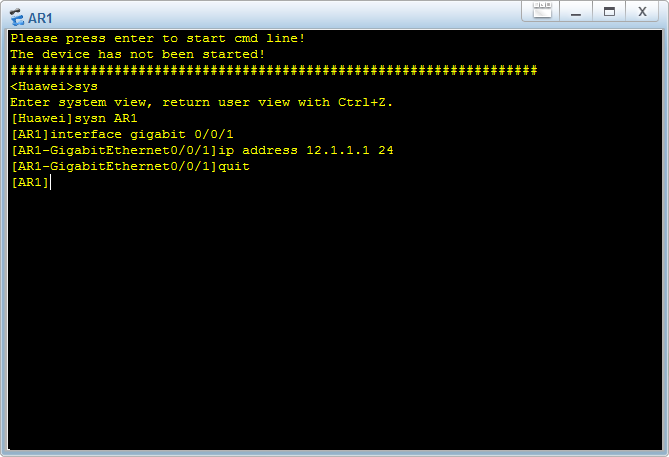 AR1
Please press enter to start cmd line!
The device has not been started!
##################################################################
<Huawei>sys
Enter system view, return user view with Ctrl+Z.
[Huawei]sysn AR1
[AR1]interface gigabit 0/0/1
[AR1-GigabitEthernet0/0/1]ip address 12.1.1.1 24
[AR1-GigabitEthernet0/0/1]quit
[AR1]